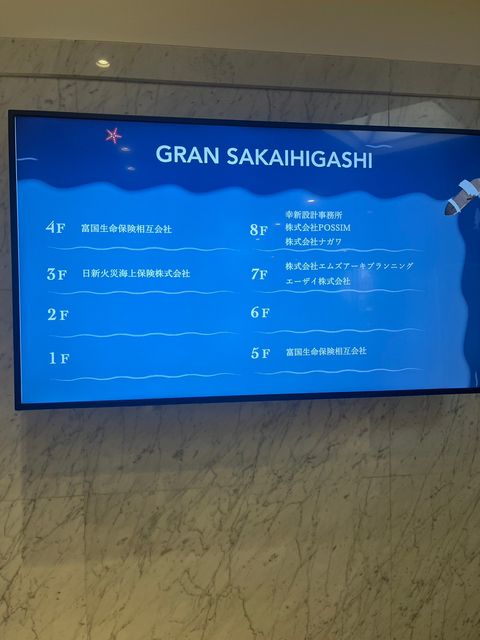 GRAN SAKAIHIGASHI
4F 富国生命保険相互会社
3F 日新火災海上保険株式会社
2F
1F
8F 幸新設計事務所
株式会社POSSIM
株式会社ナガワ
7F 株式会社エムズアーキプランニング
エーザイ株式会社
6F
5F 富国生命保険相互会社